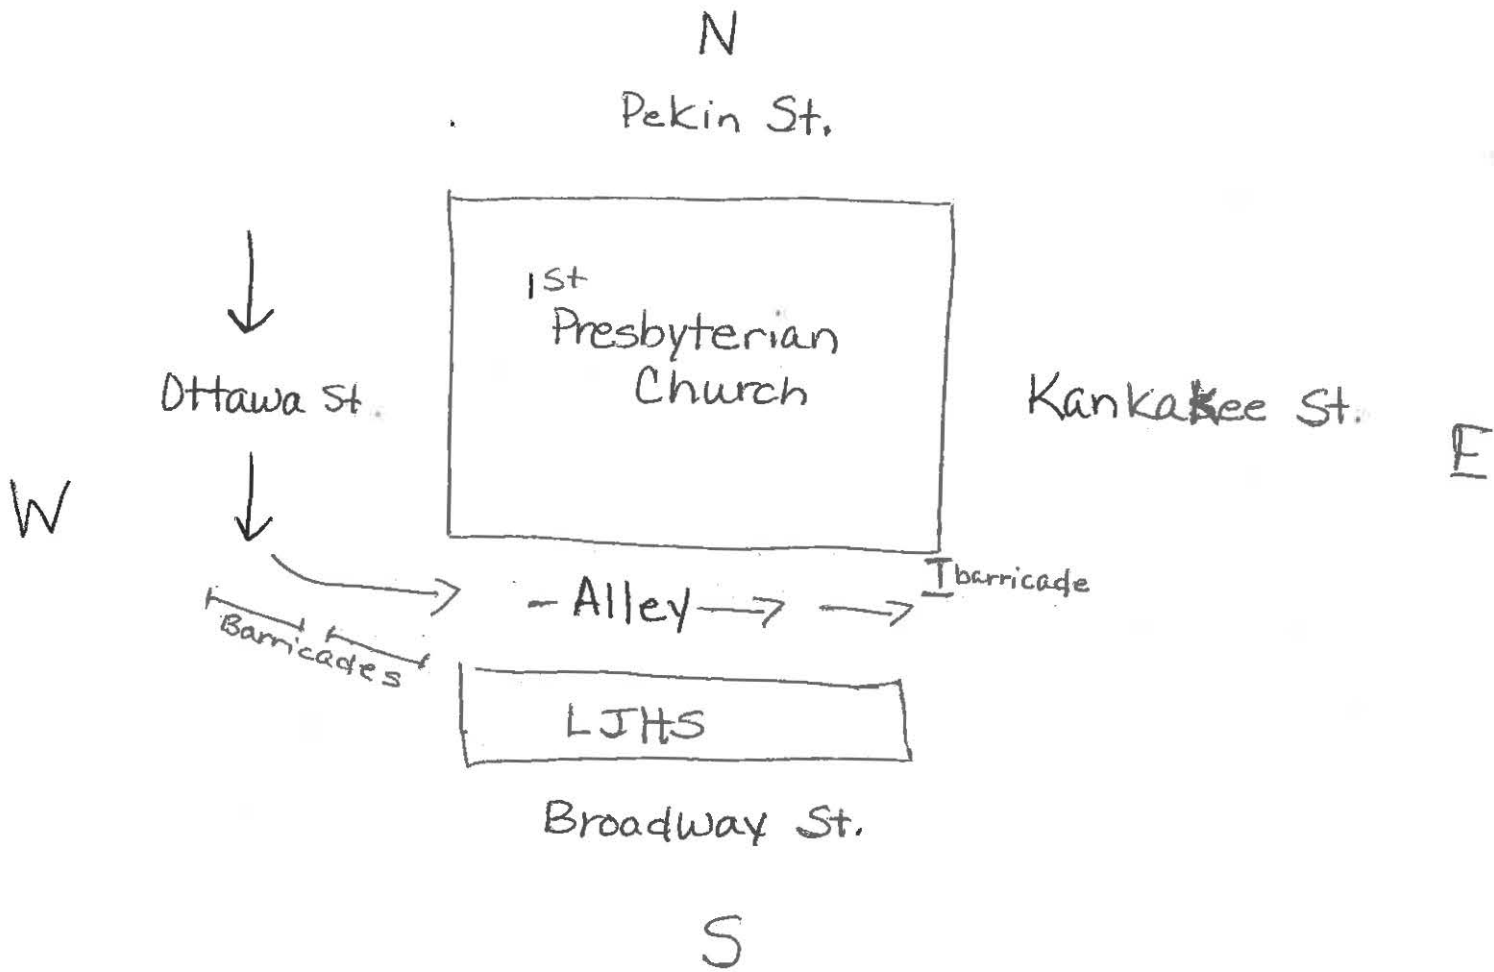 N
Pekin St.
1st
Presbyterian
Church
Ottawa St.
Kankakee St.
E
W
barricade
- Alley
Barricades
LJHS
Broadway St.
S